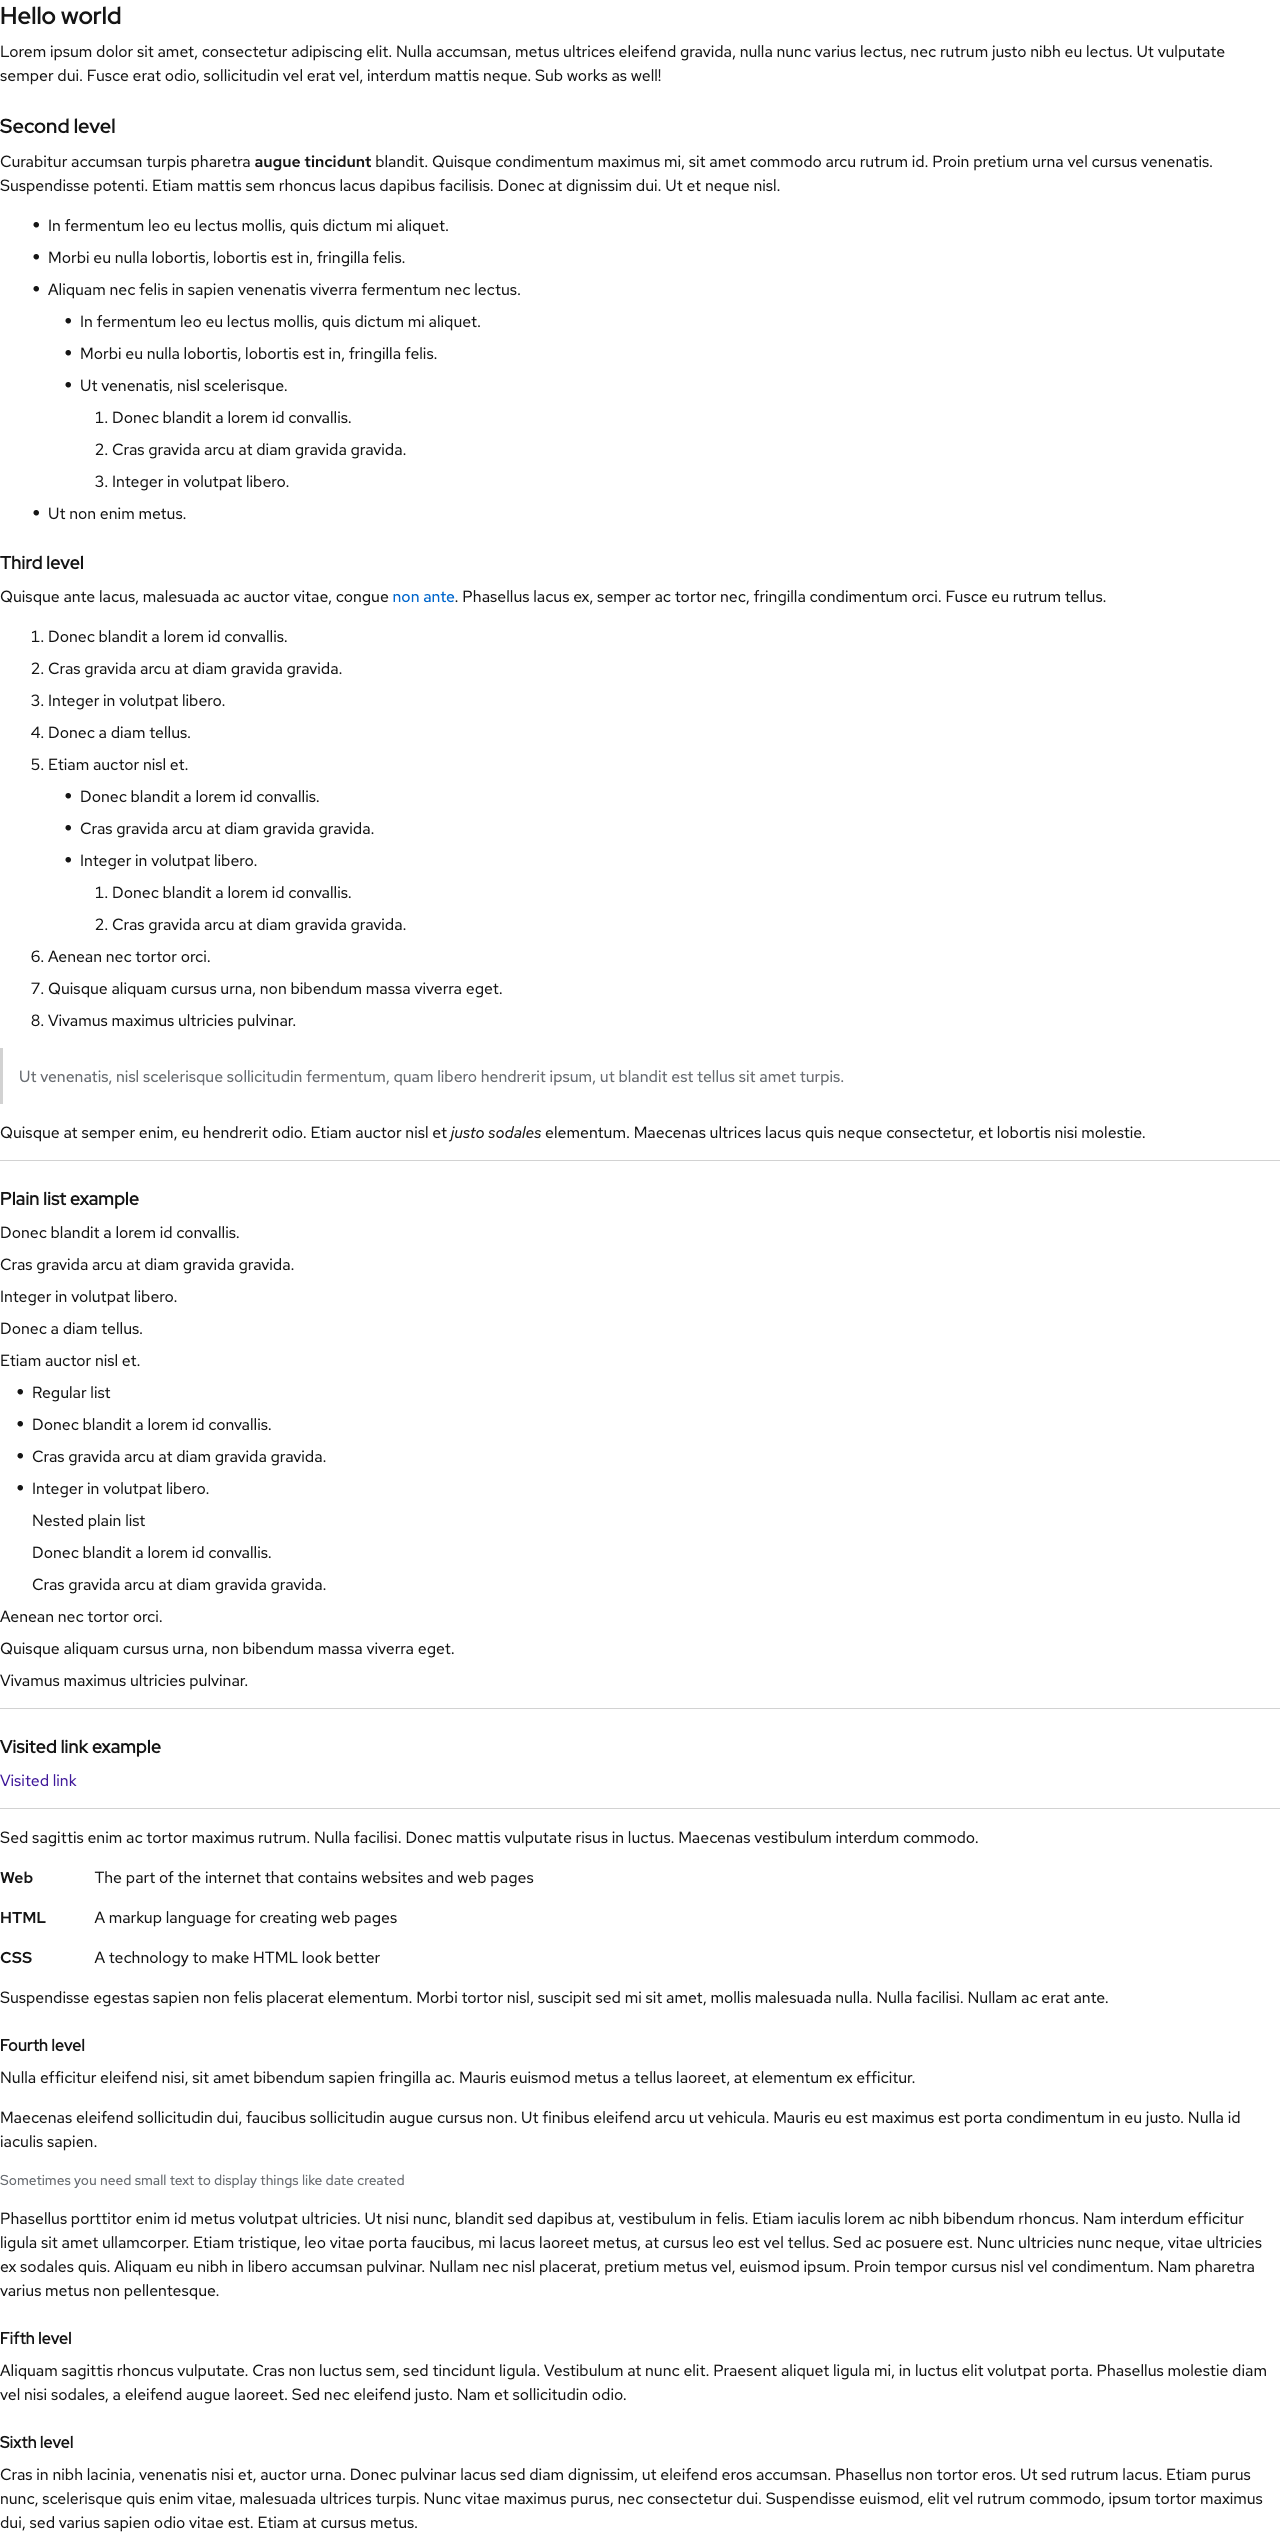 Hello world
Lorem ipsum dolor sit amet, consectetur adipiscing elit. Nulla accumsan, metus ultrices eleifend gravida, nulla nunc varius lectus, nec rutrum justo nibh eu lectus. Ut vulputate
semper dui. Fusce erat odio, sollicitudin vel erat vel, interdum mattis neque. Sub works as well!
Second level
Curabitur accumsan turpis pharetra augue tincidunt blandit. Quisque condimentum maximus mi, sit amet commodo arcu rutrum id. Proin pretium urna vel cursus venenatis.
Suspendisse potenti. Etiam mattis sem rhoncus lacus dapibus facilisis. Donec at dignissim dui. Ut et neque nisl.
• In fermentum leo eu lectus mollis, quis dictum mi aliquet.
• Morbi eu nulla lobortis, lobortis est in, fringilla felis.
• Aliquam nec felis in sapien venenatis viverra fermentum nec lectus.
• In fermentum leo eu lectus mollis, quis dictum mi aliquet.
• Morbi eu nulla lobortis, lobortis est in, fringilla felis.
• Ut venenatis, nisl scelerisque.
1. Donec blandit a lorem id convallis.
2. Cras gravida arcu at diam gravida gravida.
3. Integer in volutpat libero.
• Ut non enim metus.
Third level
Quisque ante lacus, malesuada ac auctor vitae, congue non ante. Phasellus lacus ex, semper ac tortor nec, fringilla condimentum orci. Fusce eu rutrum tellus.
1. Donec blandit a lorem id convallis.
2. Cras gravida arcu at diam gravida gravida.
3. Integer in volutpat libero.
4. Donec a diam tellus.
5. Etiam auctor nisl et.
• Donec blandit a lorem id convallis.
• Cras gravida arcu at diam gravida gravida.
• Integer in volutpat libero.
1. Donec blandit a lorem id convallis.
2. Cras gravida arcu at diam gravida gravida.
6. Aenean nec tortor orci.
7. Quisque aliquam cursus urna, non bibendum massa viverra eget.
8. Vivamus maximus ultricies pulvinar.
Ut venenatis, nisl scelerisque sollicitudin fermentum, quam libero hendrerit ipsum, ut blandit est tellus sit amet turpis.
Quisque at semper enim, eu hendrerit odio. Etiam auctor nisl et justo sodales elementum. Maecenas ultrices lacus quis neque consectetur, et lobortis nisi molestie.
Plain list example
Donec blandit a lorem id convallis.
Cras gravida arcu at diam gravida gravida.
Integer in volutpat libero.
Donec a diam tellus.
Etiam auctor nisl et.
• Regular list
• Donec blandit a lorem id convallis.
• Cras gravida arcu at diam gravida gravida.
• Integer in volutpat libero.
Nested plain list
Donec blandit a lorem id convallis.
Cras gravida arcu at diam gravida gravida.
Aenean nec tortor orci.
Quisque aliquam cursus urna, non bibendum massa viverra eget.
Vivamus maximus ultricies pulvinar.
Visited link example
Visited link
Sed sagittis enim ac tortor maximus rutrum. Nulla facilisi. Donec mattis vulputate risus in luctus. Maecenas vestibulum interdum commodo.
Web The part of the internet that contains websites and web pages
HTML A markup language for creating web pages
CSS A technology to make HTML look better
Suspendisse egestas sapien non felis placerat elementum. Morbi tortor nisl, suscipit sed mi sit amet, mollis malesuada nulla. Nulla facilisi. Nullam ac erat ante.
Fourth level
Nulla efficitur eleifend nisi, sit amet bibendum sapien fringilla ac. Mauris euismod metus a tellus laoreet, at elementum ex efficitur.
Maecenas eleifend sollicitudin dui, faucibus sollicitudin augue cursus non. Ut finibus eleifend arcu ut vehicula. Mauris eu est maximus est porta condimentum in eu justo. Nulla id
iaculis sapien.
Sometimes you need small text to display things like date created
Phasellus porttitor enim id metus volutpat ultricies. Ut nisi nunc, blandit sed dapibus at, vestibulum in felis. Etiam iaculis lorem ac nibh bibendum rhoncus. Nam interdum efficitur
ligula sit amet ullamcorper. Etiam tristique, leo vitae porta faucibus, mi lacus laoreet metus, at cursus leo est vel tellus. Sed ac posuere est. Nunc ultricies nunc neque, vitae ultricies
ex sodales quis. Aliquam eu nibh in libero accumsan pulvinar. Nullam nec nisl placerat, pretium metus vel, euismod ipsum. Proin tempor cursus nisl vel condimentum. Nam pharetra
varius metus non pellentesque.
Fifth level
Aliquam sagittis rhoncus vulputate. Cras non luctus sem, sed tincidunt ligula. Vestibulum at nunc elit. Praesent aliquet ligula mi, in luctus elit volutpat porta. Phasellus molestie diam
vel nisi sodales, a eleifend augue laoreet. Sed nec eleifend justo. Nam et sollicitudin odio.
Sixth level
Cras in nibh lacinia, venenatis nisi et, auctor urna. Donec pulvinar lacus sed diam dignissim, ut eleifend eros accumsan. Phasellus non tortor eros. Ut sed rutrum lacus. Etiam purus
nunc, scelerisque quis enim vitae, malesuada ultrices turpis. Nunc vitae maximus purus, nec consectetur dui. Suspendisse euismod, elit vel rutrum commodo, ipsum tortor maximus
dui, sed varius sapien odio vitae est. Etiam at cursus metus.